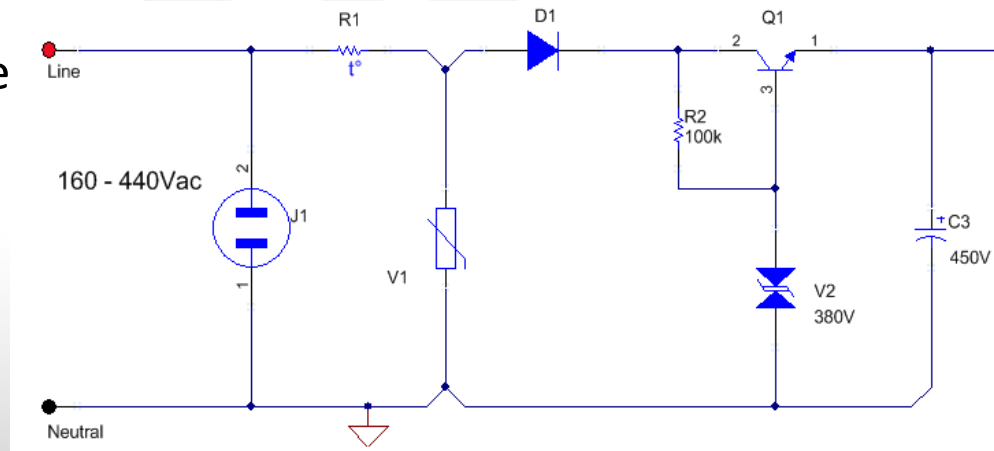 R1
D1
Q1
e
Line
t°
2
1
3
R2
100k
160 - 440Vac
2
J1
+
C3
450V
V1
V2
380V
1
Neutral